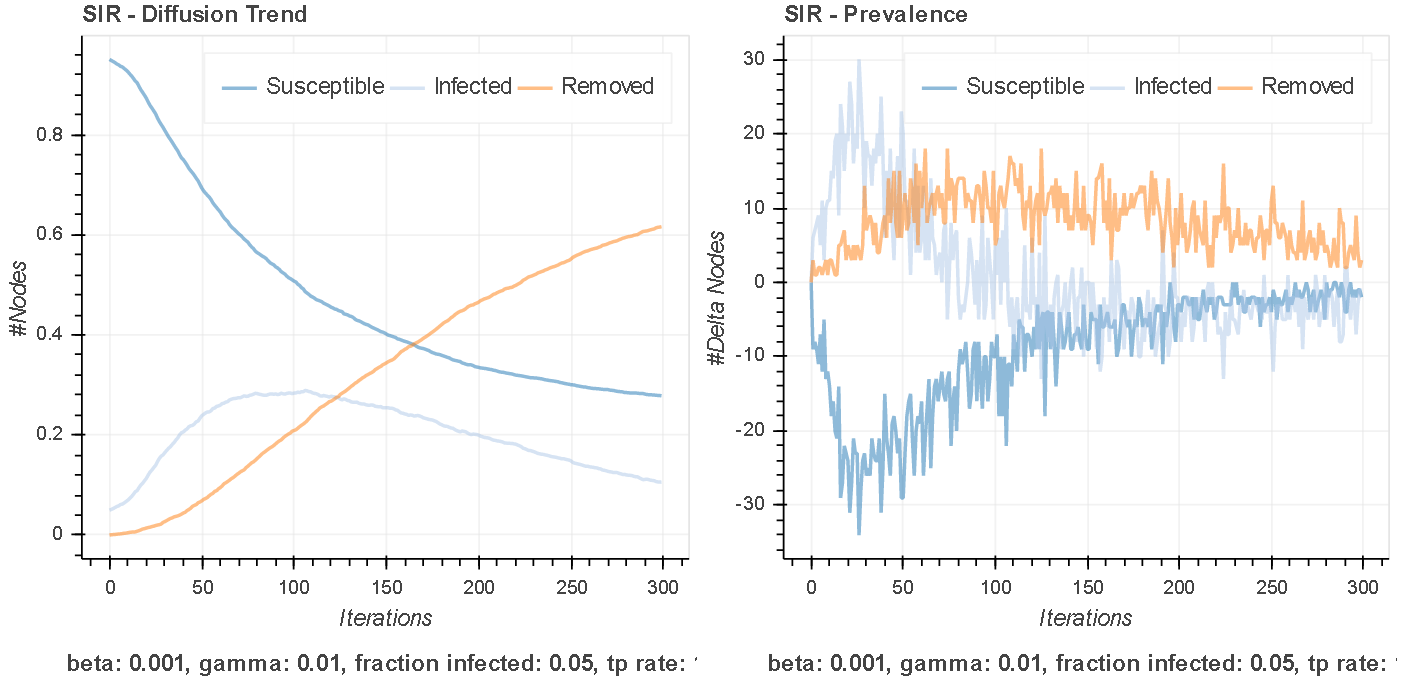 SIR - Diffusion Trend
Susceptible Infected Removed
0.8
0.6
0.4
0.2
0
#Nodes
0 50 100 150 200 250 300
Iterations
beta: 0.001, gamma: 0.01, fraction infected: 0.05, tp rate:
SIR - Prevalence
Susceptible Infected Removed
30
20
10
0
-10
-20
-30
#Delta Nodes
0 50 100 150 200 250 300
Iterations
beta: 0.001, gamma: 0.01, fraction infected: 0.05, tp rate: